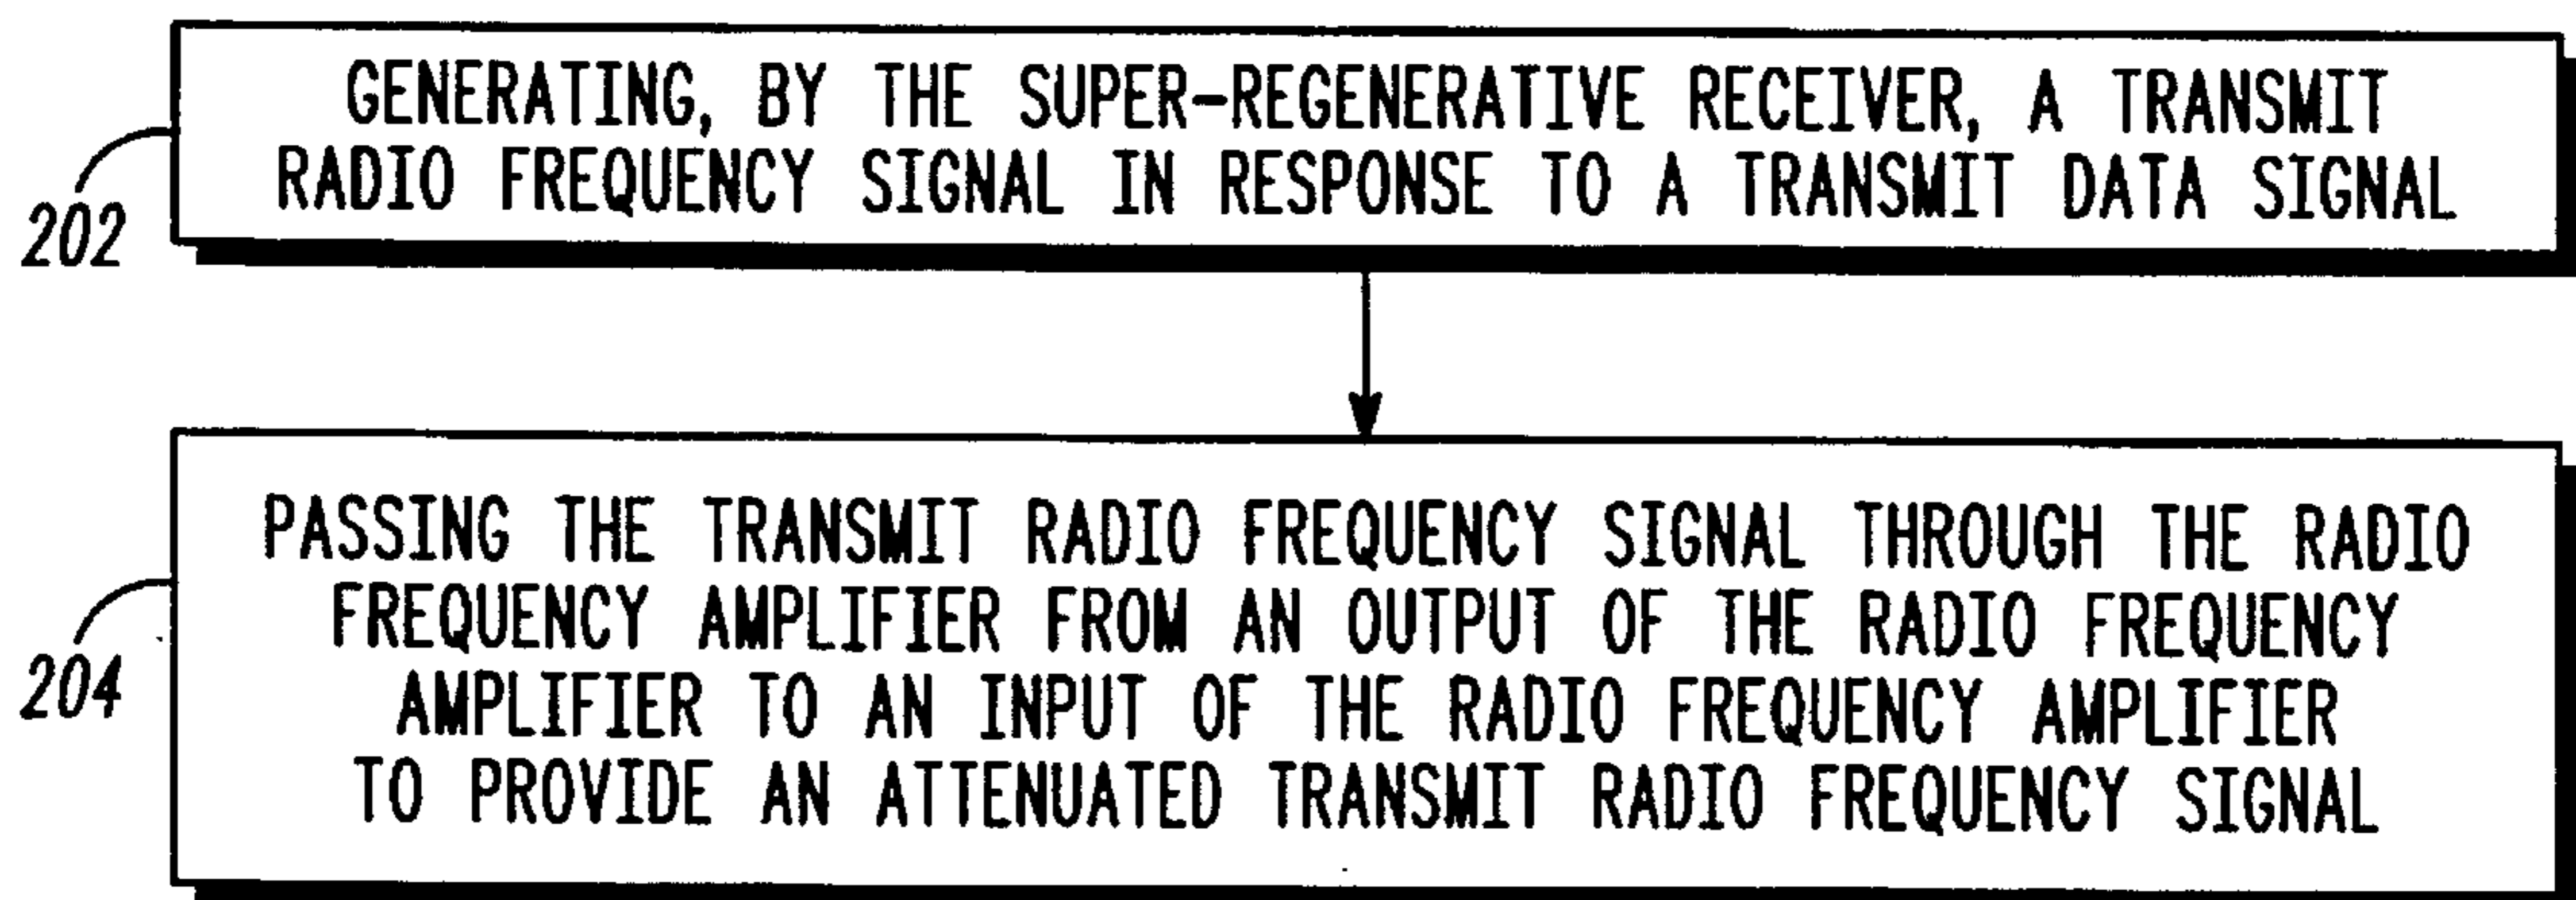 GENERATING, BY THE SUPER-REGENERATIVE RECEIVER, A TRANSMIT
RADIO FREQUENCY SIGNAL IN RESPONSE TO A TRANSMIT DATA SIGNAL
202
PASSING THE TRANSMIT RADIO FREQUENCY SIGNAL THROUGH THE RADIO
FREQUENCY AMPLIFIER FROM AN OUTPUT OF THE RADIO FREQUENCY
AMPLIFIER TO AN INPUT OF THE RADIO FREQUENCY AMPLIFIER
TO PROVIDE AN ATTENUATED TRANSMIT RADIO FREQUENCY SIGNAL
204